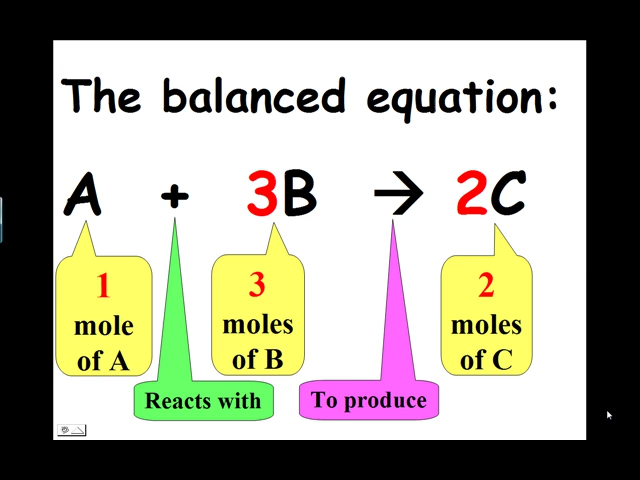 The balanced equation:
A + 3B → 2C
1
mole
of A
3
moles
of B
2
moles
of C
Reacts with
To produce